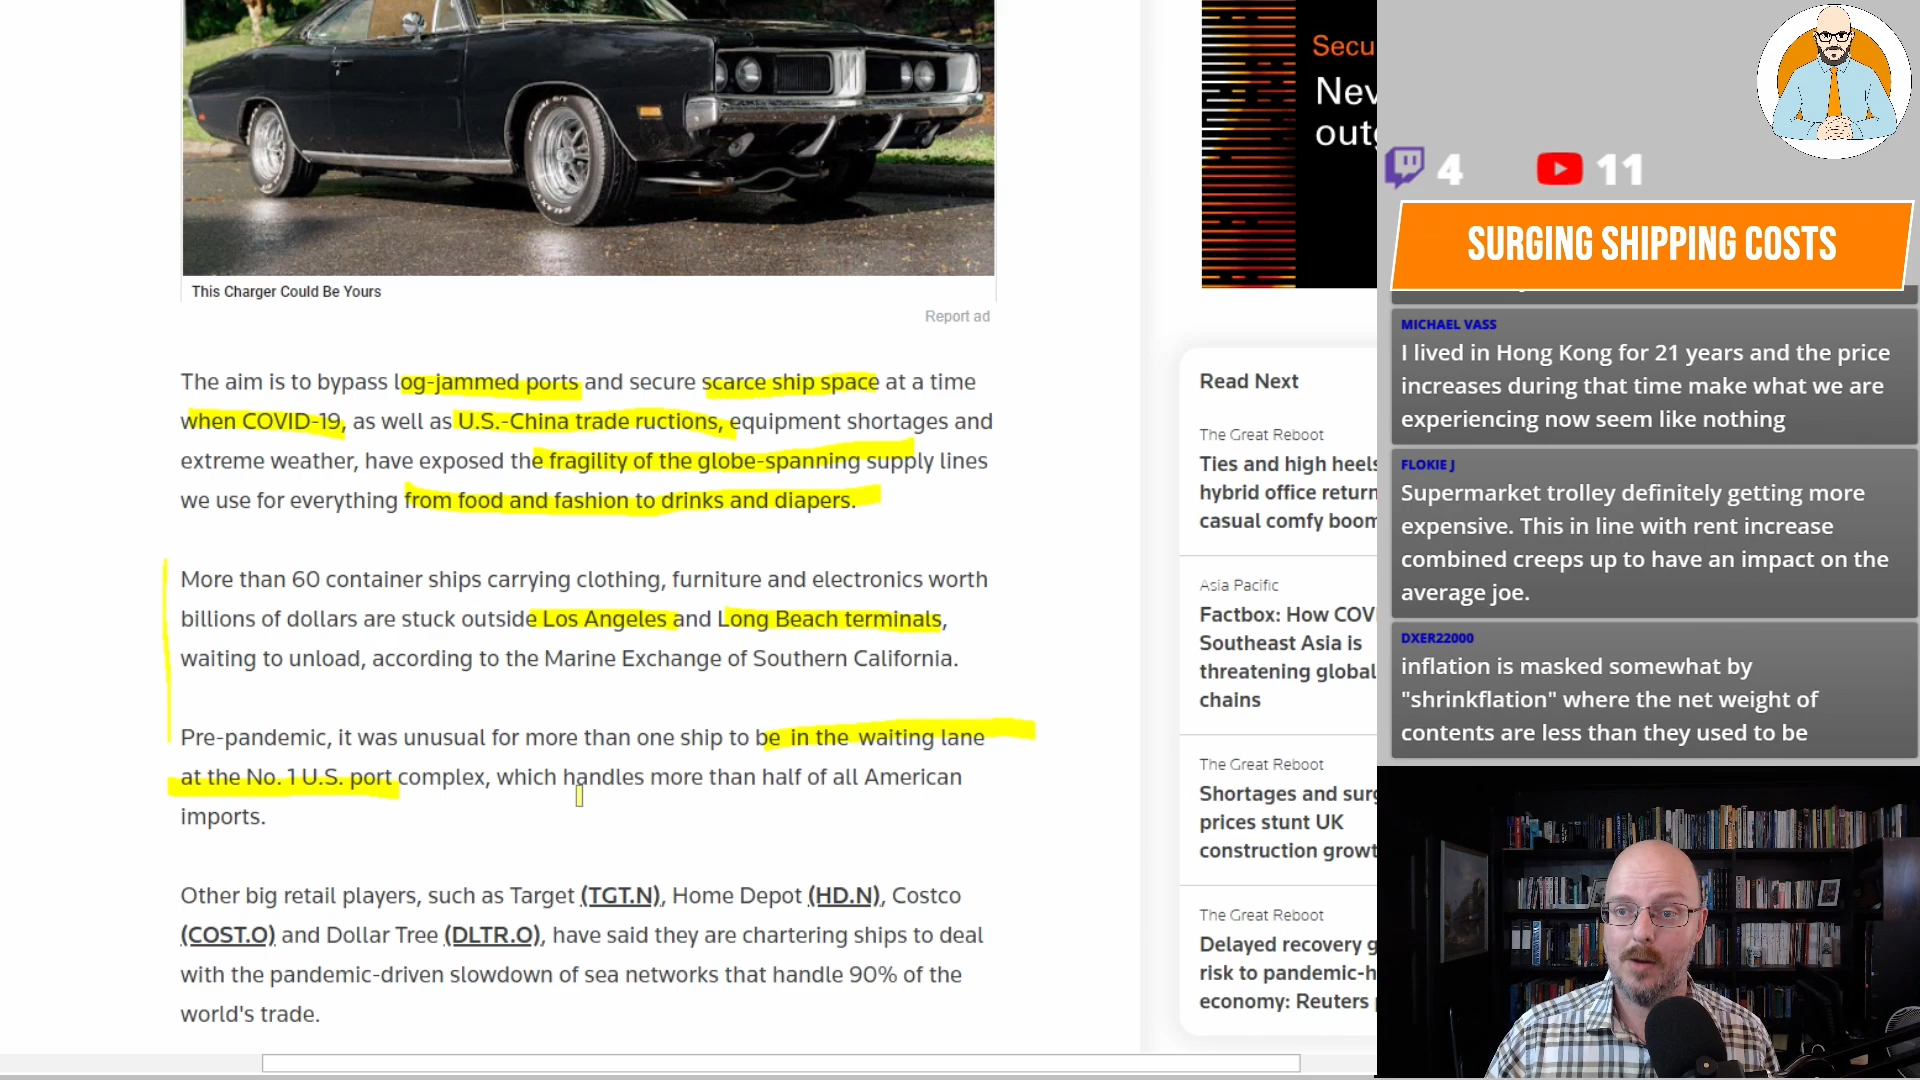 This Charger Could Be Yours
Report ad
The aim is to bypass log-jammed ports and secure scarce ship space at a time
when COVID-19, as well as U.S.-China trade ructions, equipment shortages and
extreme weather, have exposed the fragility of the globe-spanning supply lines
we use for everything from food and fashion to drinks and diapers.
More than 60 container ships carrying clothing, furniture and electronics worth
billions of dollars are stuck outside Los Angeles and Long Beach terminals,
waiting to unload, according to the Marine Exchange of Southern California.
Pre-pandemic, it was unusual for more than one ship to be in the waiting lane
at the No. 1 U.S. port complex, which handles more than half of all American
imports.
Other big retail players, such as Target (TGT.N), Home Depot (HD.N), Costco
(COST.O) and Dollar Tree (DLTR.O), have said they are chartering ships to deal
with the pandemic-driven slowdown of sea networks that handle 90% of the
world's trade.
Secu
Nev
out
Read Next
The Great Reboot
Ties and high heels
hybrid office return
casual comfy boom
Asia Pacific
Factbox: How COVI
Southeast Asia is
threatening global
chains
The Great Reboot
Shortages and surg
prices stunt UK
construction growt
The Great Reboot
Delayed recovery g
risk to pandemic-h
economy: Reuters
4
11
SURGING SHIPPING COSTS
MICHAEL VASS
I lived in Hong Kong for 21 years and the price
increases during that time make what we are
experiencing now seem like nothing
FLOKIE J
Supermarket trolley definitely getting more
expensive. This in line with rent increase
combined creeps up to have an impact on the
average joe.
DXER22000
inflation is masked somewhat by
"shrinkflation" where the net weight of
contents are less than they used to be